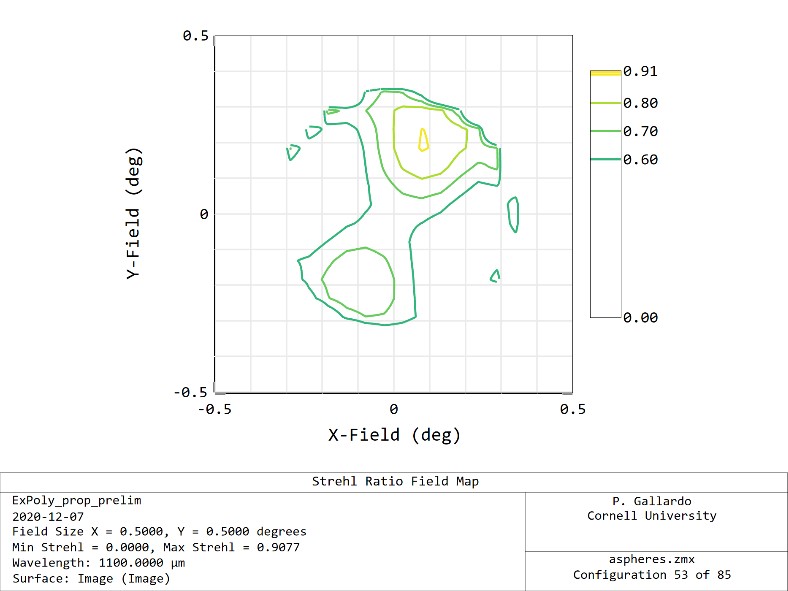 0.5
0
-0.5
-0.5
0
0.5
Y-Field (deg)
X-Field (deg)
0.91
0.80
0.70
0.60
0.00
Strehl Ratio Field Map
ExPoly_prop_prelim
2020-12-07
Field Size X = 0.5000, Y = 0.5000 degrees
Min Strehl = 0.0000, Max Strehl = 0.9077
Wavelength: 1100.0000 µm
Surface: Image (Image)
P. Gallardo
Cornell University
aspheres.zmx
Configuration 53 of 85